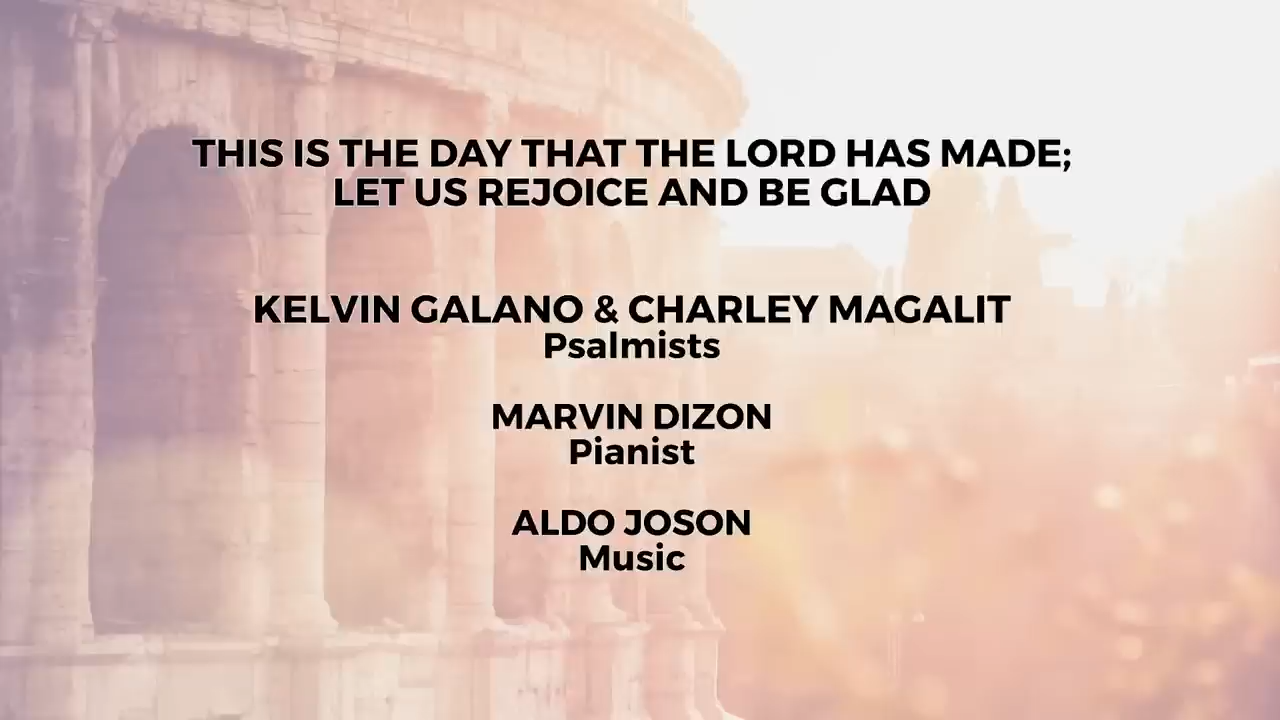 THIS IS THE DAY THAT THE LORD HAS MADE;
LET US REJOICE AND BE GLAD
KELVIN GALANO & CHARLEY MAGALIT
Psalmists
MARVIN DIZON
Pianist
ALDO JOSON
Music